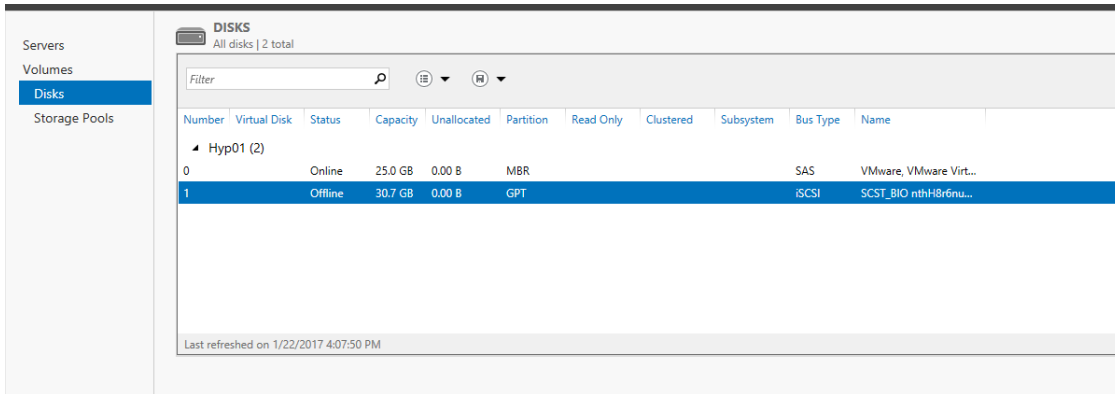 DISKS
All disks | 2 total
Servers
Volumes
Disks
Storage Pools
Filter
Number Virtual Disk Status Capacity Unallocated Partition Read Only Clustered Subsystem Bus Type Name
Hyp01 (2)
0 Online 25.0 GB 0.00 B MBR SAS VMware, VMware Virt...
1 Offline 30.7 GB 0.00 B GPT iSCSI SCST_BIO nthH8r6nu...
Last refreshed on 1/22/2017 4:07:50 PM